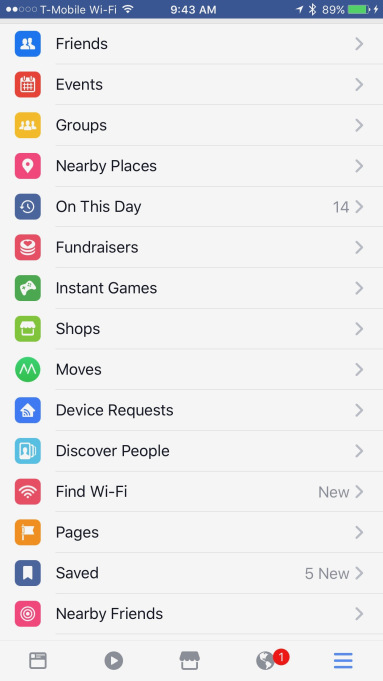 T-Mobile Wi-Fi 9:43 AM 89%
Friends
Events
Groups
Nearby Places
On This Day 14
Fundraisers
Instant Games
Shops
Moves
Device Requests
Discover People
Find Wi-Fi New
Pages
Saved 5 New
Nearby Friends
1